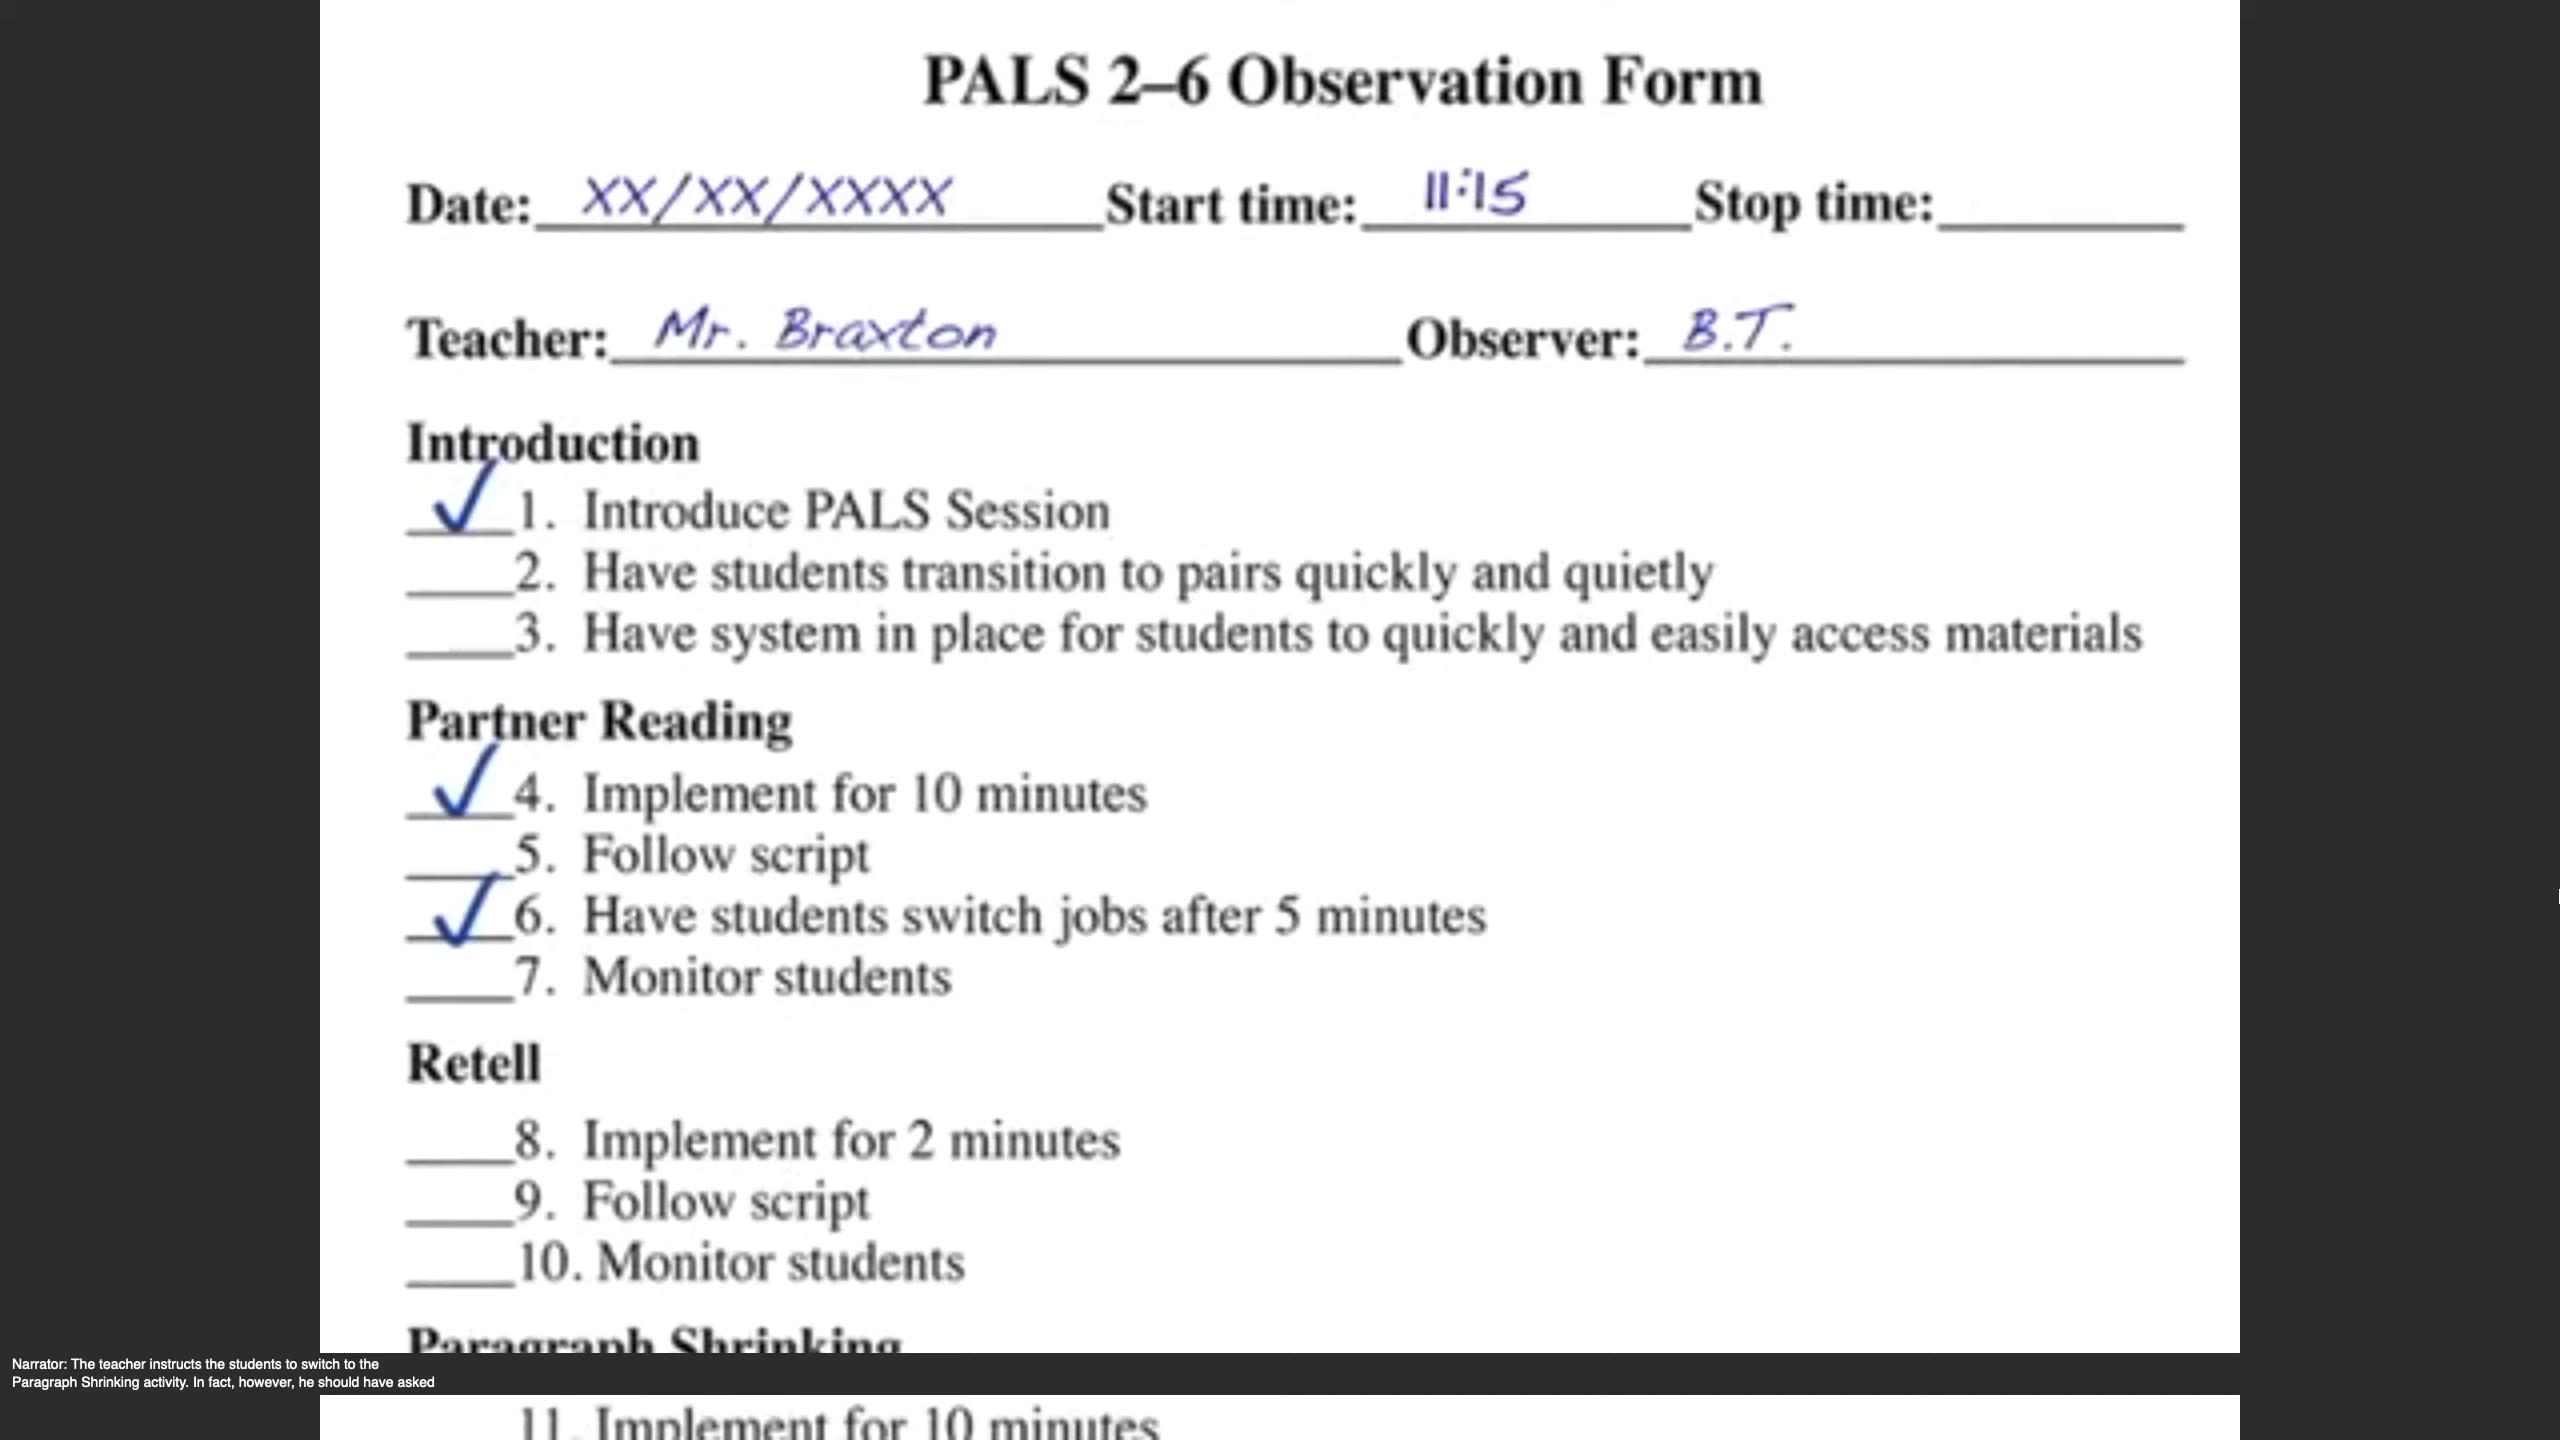 PALS 2–6 Observation Form
Date: XX/XX/XXXX Start time: 11:15 Stop time:
Teacher: Mr. Braxton Observer: B.T.
Introduction
✓ 1. Introduce PALS Session
2. Have students transition to pairs quickly and quietly
3. Have system in place for students to quickly and easily access materials
Partner Reading
✓ 4. Implement for 10 minutes
5. Follow script
✓ 6. Have students switch jobs after 5 minutes
7. Monitor students
Retell
8. Implement for 2 minutes
9. Follow script
10. Monitor students
Paragraph Shrinking
Narrator: The teacher instructs the students to switch to the
Paragraph Shrinking activity. In fact, however, he should have asked
11. Implement for 10 minutes